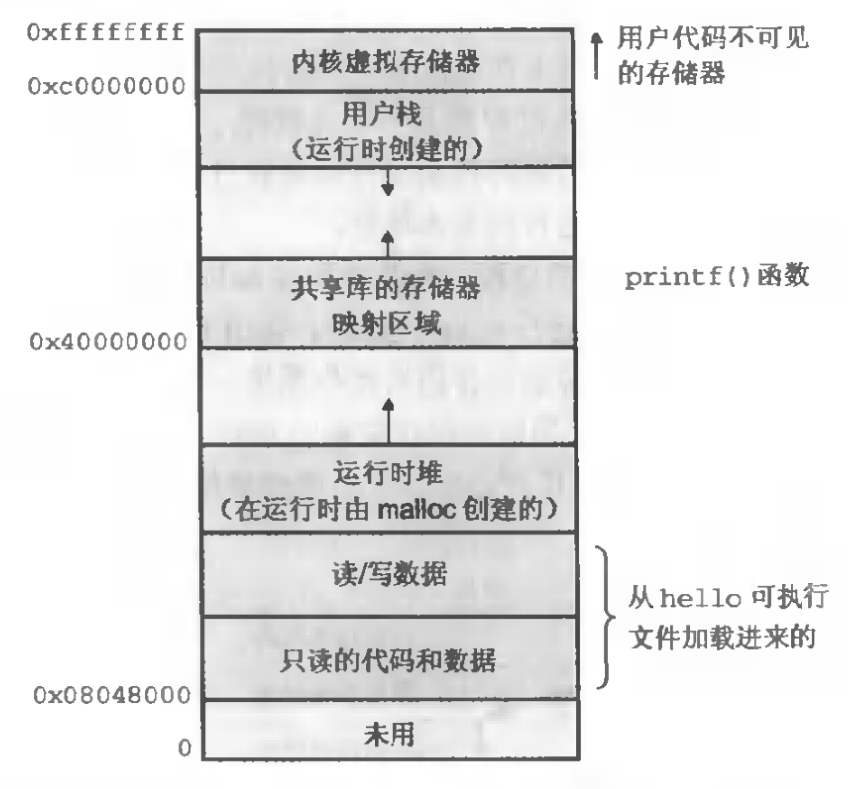 0xffffffff
内核虚拟存储器
用户代码不可见
的存储器
0xc0000000
用户栈
（运行时创建的）
共享库的存储器
映射区域
printf()函数
0x40000000
运行时堆
（在运行时由 malloc 创建的）
读/写数据
从 hello 可执行
文件加载进来的
只读的代码和数据
0x08048000
未用
0